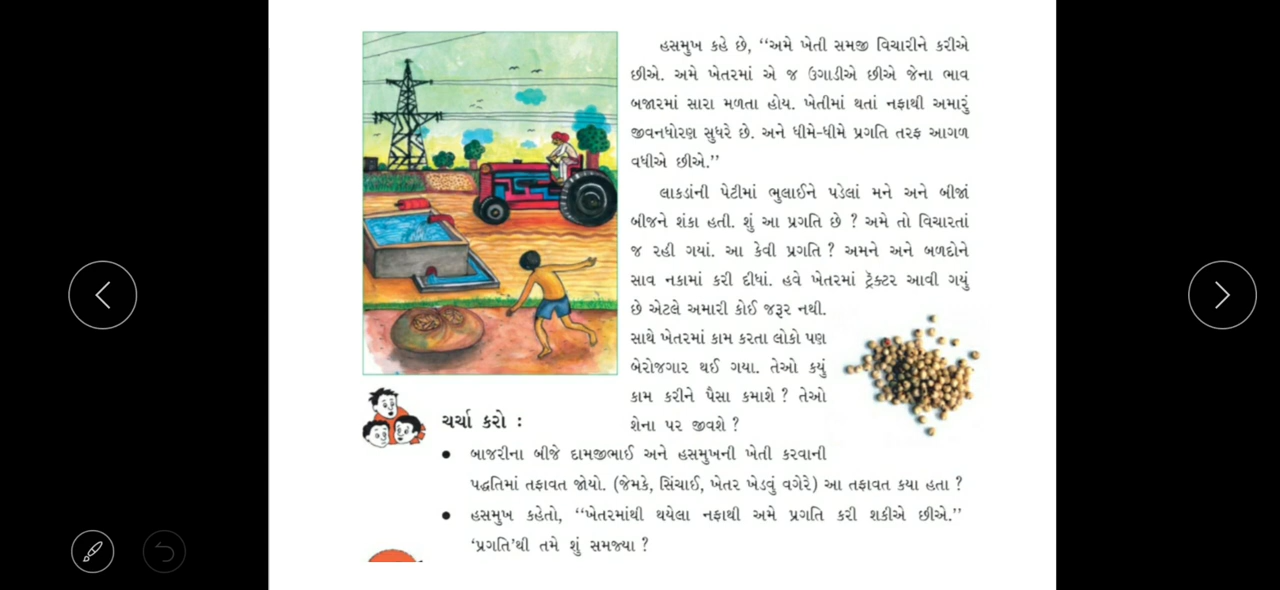 હસમુખ કહે છે, “અમે ખેતી સમજી વિચારીને કરીએ
છીએ. અમે ખેતરમાં એ જ ઉગાડીએ છીએ જેના ભાવ
બજારમાં સારા મળતા હોય. ખેતીમાં થતાં નફાથી અમારું
જીવનધોરણ સુધરે છે. અને ધીમે-ધીમે પ્રગતિ તરફ આગળ
વધીએ છીએ.”
લાકડાંની પેટીમાં ભુલાઈને પડેલાં મને અને બીજાં
બીજને શંકા હતી. શું આ પ્રગતિ છે ? અમે તો વિચારતાં
જ રહી ગયાં. આ કેવી પ્રગતિ ? અમને અને બળદોને
સાવ નકામાં કરી દીધાં. હવે ખેતરમાં ટ્રૅક્ટર આવી ગયું
છે એટલે અમારી કોઈ જરૂર નથી.
સાથે ખેતરમાં કામ કરતા લોકો પણ
બેરોજગાર થઈ ગયા. તેઓ કયું
કામ કરીને પૈસા કમાશે ? તેઓ
શેના પર જીવશે ?
ચર્ચા કરો :
● બાજરીના બીજે દામજીભાઈ અને હસમુખની ખેતી કરવાની
પદ્ધતિમાં તફાવત જોયો. (જેમકે, સિંચાઈ, ખેતર ખેડવું વગેરે) આ તફાવત કયા હતા ?
● હસમુખ કહેતો, “ખેતરમાંથી થયેલા નફાથી અમે પ્રગતિ કરી શકીએ છીએ.”
‘પ્રગતિ’થી તમે શું સમજ્યા ?